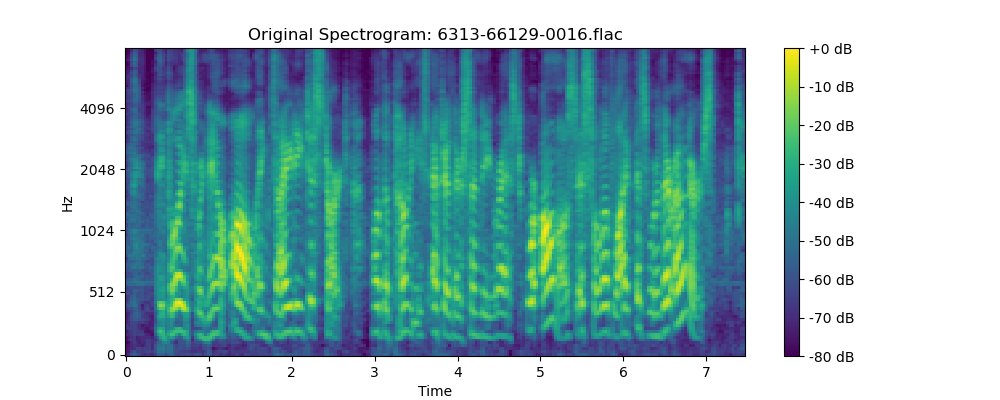 Original Spectrogram: 6313-66129-0016.flac
Hz
4096
2048
1024
512
0
0 1 2 3 4 5 6 7
Time
+0 dB
-10 dB
-20 dB
-30 dB
-40 dB
-50 dB
-60 dB
-70 dB
-80 dB